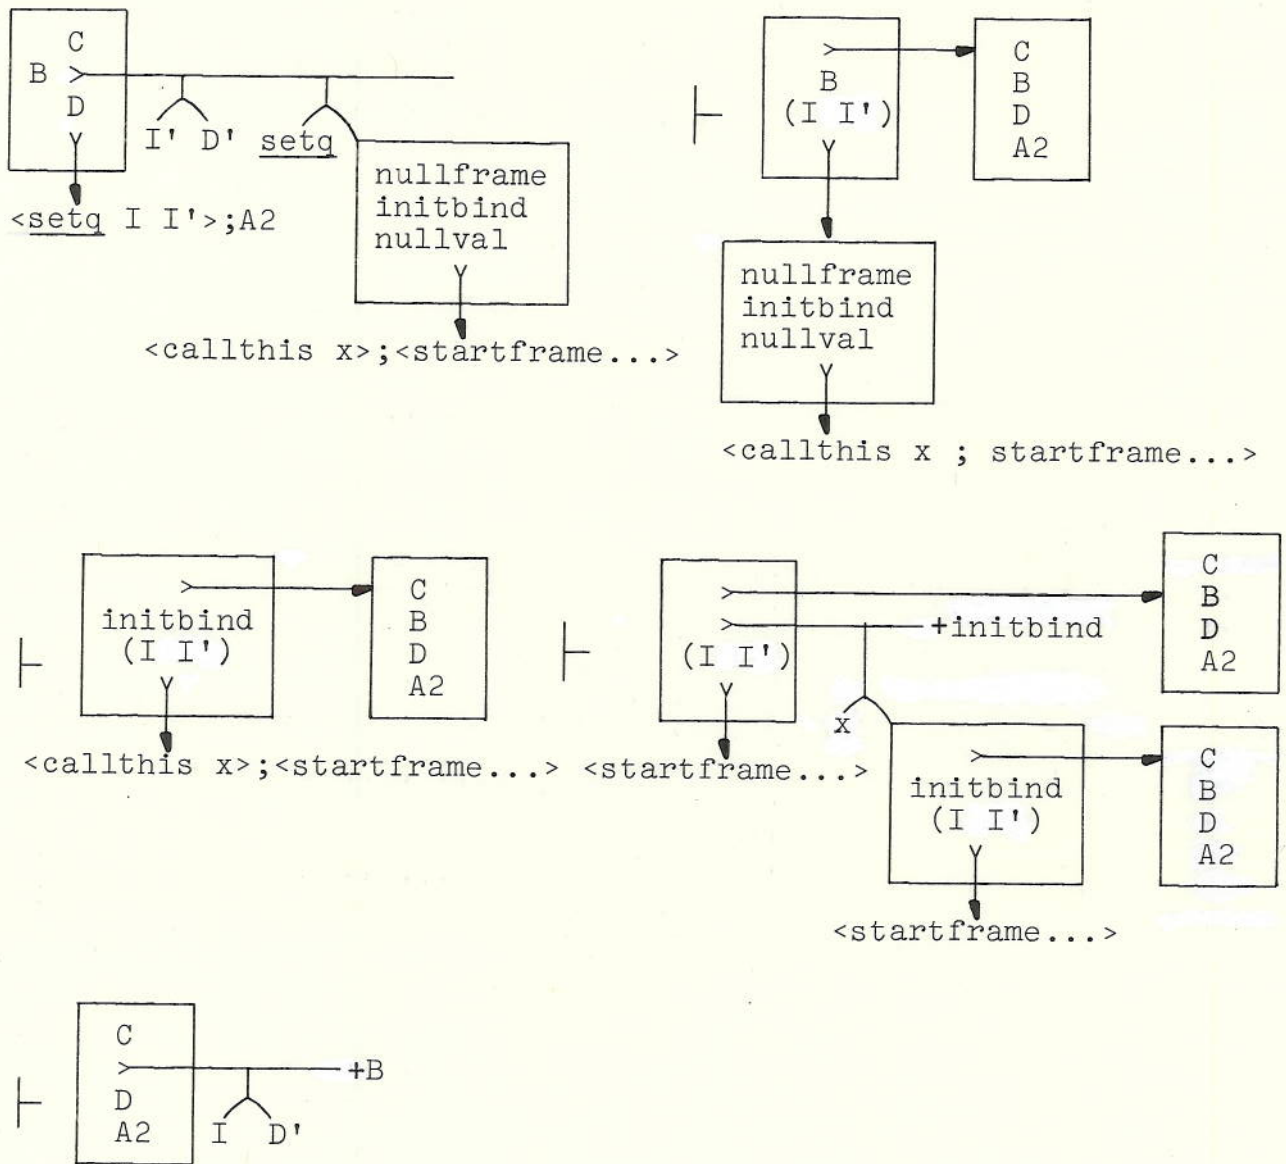 C
B
D
I' D' setq
<setq I I'>;A2
nullframe
initbind
nullval
<callthis x>;<startframe...>
B
(I I')
C
B
D
A2
nullframe
initbind
nullval
<callthis x ; startframe...>
initbind
(I I')
C
B
D
A2
<callthis x>;<startframe...>
+initbind
(I I')
C
B
D
A2
<startframe...>
x
initbind
(I I')
C
B
D
A2
<startframe...>
C
+B
D
A2
I D'